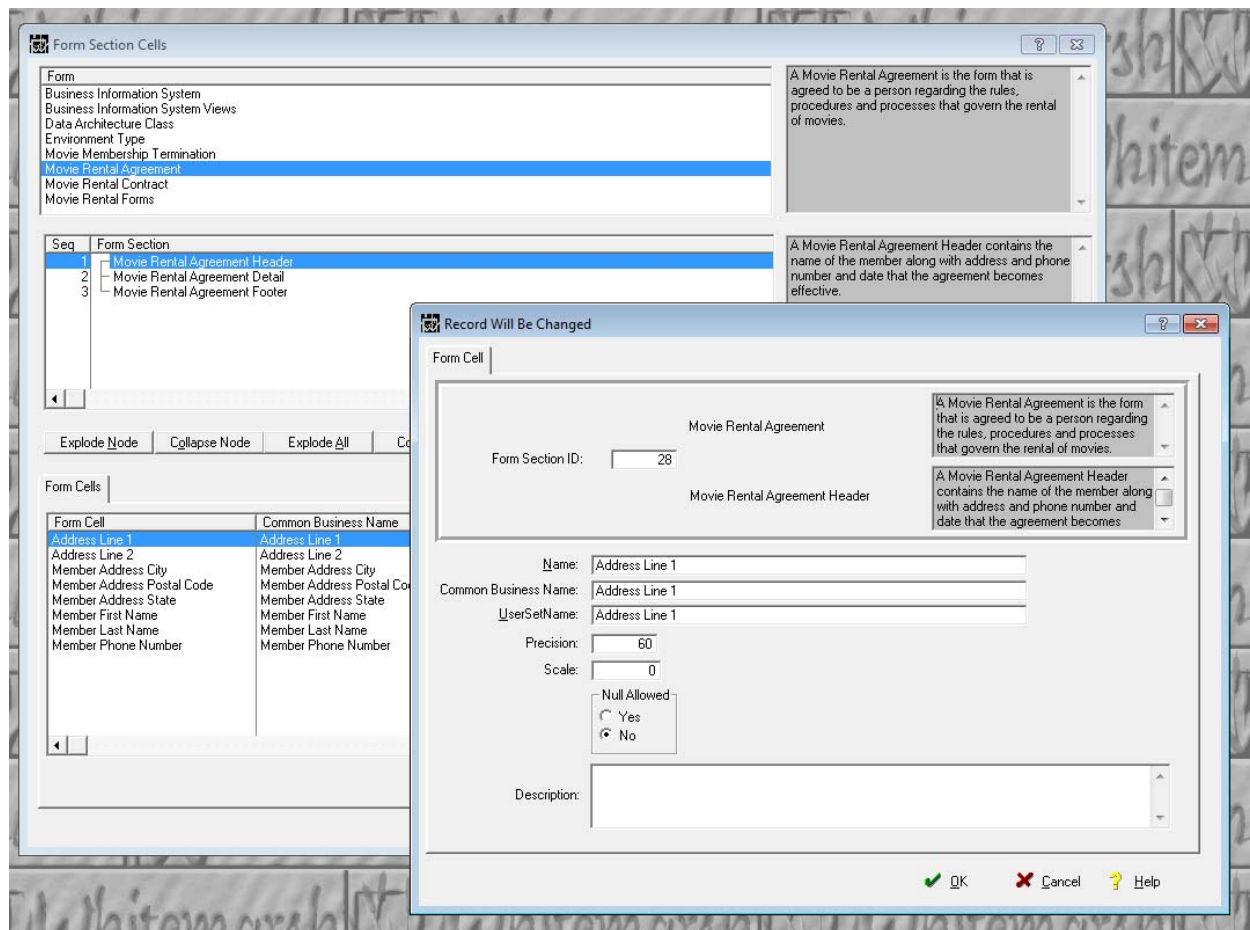 Form Section Cells
Form
Business Information System
Business Information System Views
Data Architecture Class
Environment Type
Movie Membership Termination
Movie Rental Agreement
Movie Rental Contract
Movie Rental Forms
A Movie Rental Agreement is the form that is
agreed to be a person regarding the rules,
procedures and processes that govern the rental
of movies.
Seq Form Section
1 Movie Rental Agreement Header
2 Movie Rental Agreement Detail
3 Movie Rental Agreement Footer
A Movie Rental Agreement Header contains the
name of the member along with address and phone
number and date that the agreement becomes
effective.
Explode Node Collapse Node Explode All
Form Cells
Form Cell Common Business Name
Address Line 1 Address Line 1
Address Line 2 Address Line 2
Member Address City Member Address City
Member Address Postal Code Member Address Postal Co
Member Address State Member Address State
Member First Name Member First Name
Member Last Name Member Last Name
Member Phone Number Member Phone Number
Record Will Be Changed
Form Cell
Movie Rental Agreement
Form Section ID: 28
Movie Rental Agreement Header
A Movie Rental Agreement is the form
that is agreed to be a person regarding
the rules, procedures and processes
that govern the rental of movies.
A Movie Rental Agreement Header
contains the name of the member along
with address and phone number and
date that the agreement becomes
Name: Address Line 1
Common Business Name: Address Line 1
UserSetName: Address Line 1
Precision: 60
Scale: 0
Null Allowed
Yes
No
Description:
OK Cancel Help